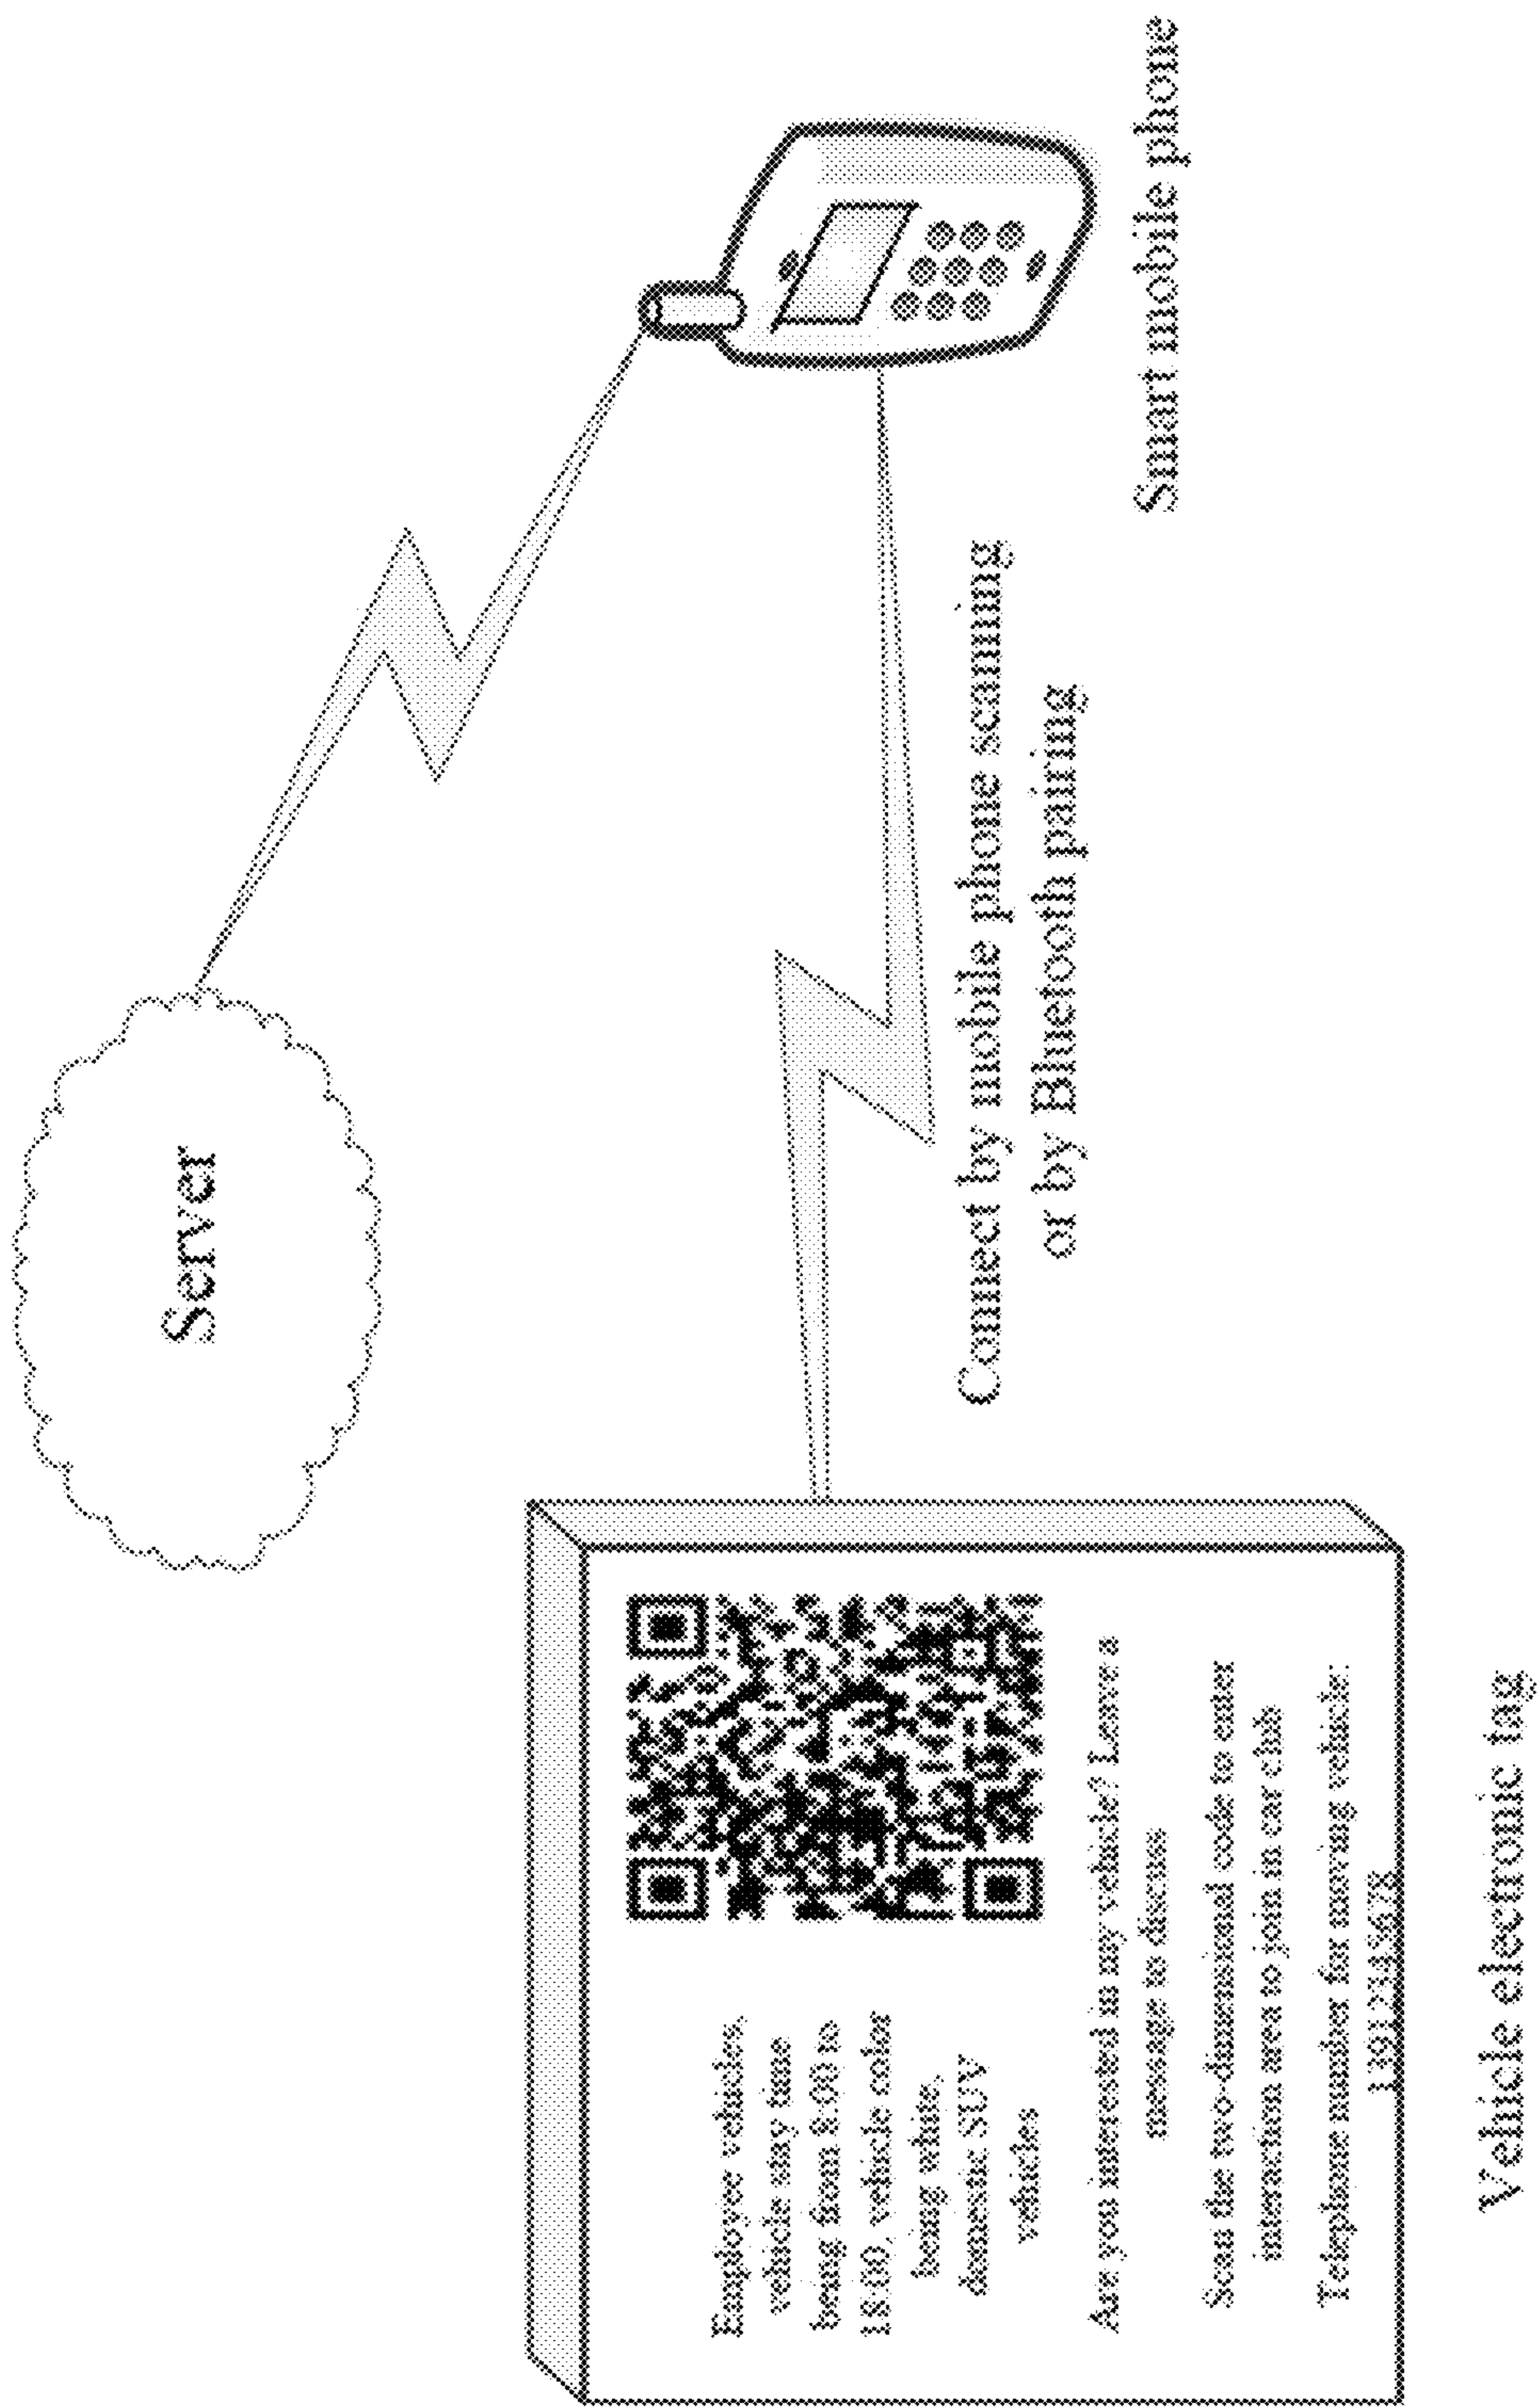 Server
Smart mobile phone
Connect by mobile phone scanning
or by Bluetooth pairing
Employee vehicles,
vehicle stay time
being from 8:00 to
18:00, vehicle color
being white,
domestic SUV
vehicles
Are you interested in my vehicle? Leave a
message to discuss
Scan the two-dimensional code to enter
interaction area to join in car club
Telephone number for moving vehicle:
Vehicle electronic tag